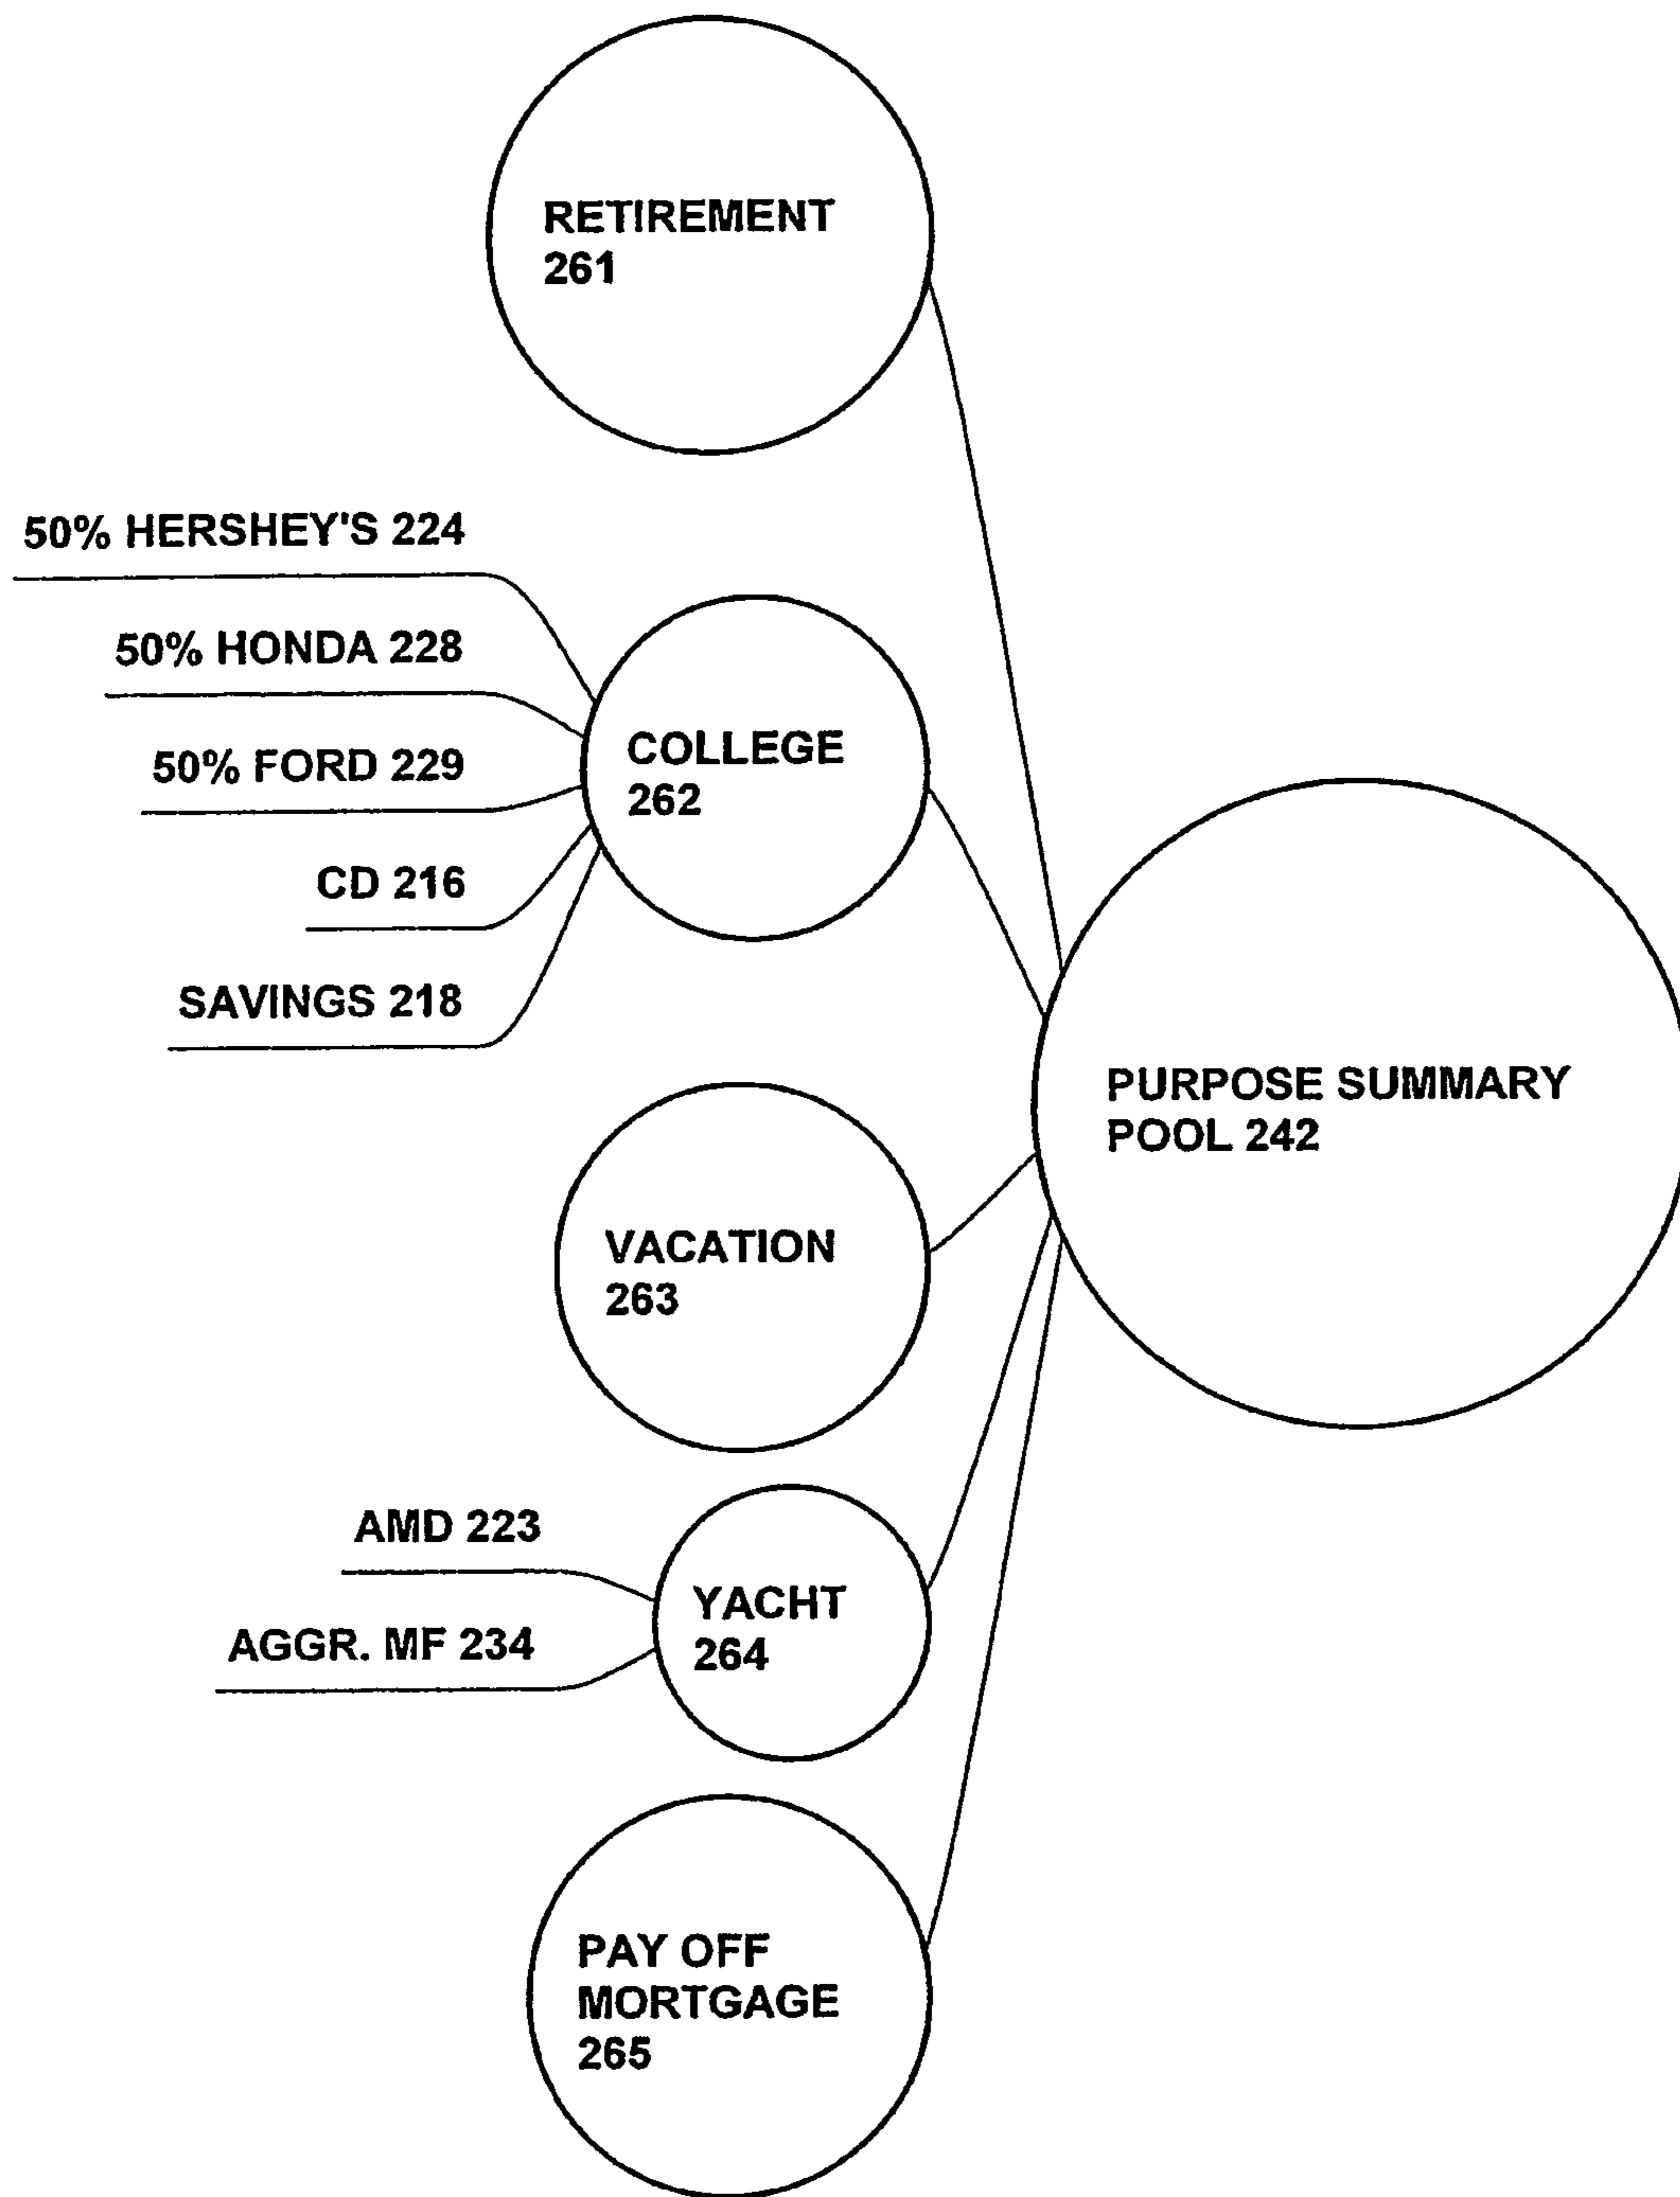 RETIREMENT
261
50% HERSHEY'S 224
50% HONDA 228
50% FORD 229
CD 216
SAVINGS 218
COLLEGE
262
PURPOSE SUMMARY
POOL 242
VACATION
263
AMD 223
AGGR. MF 234
YACHT
264
PAY OFF
MORTGAGE
265